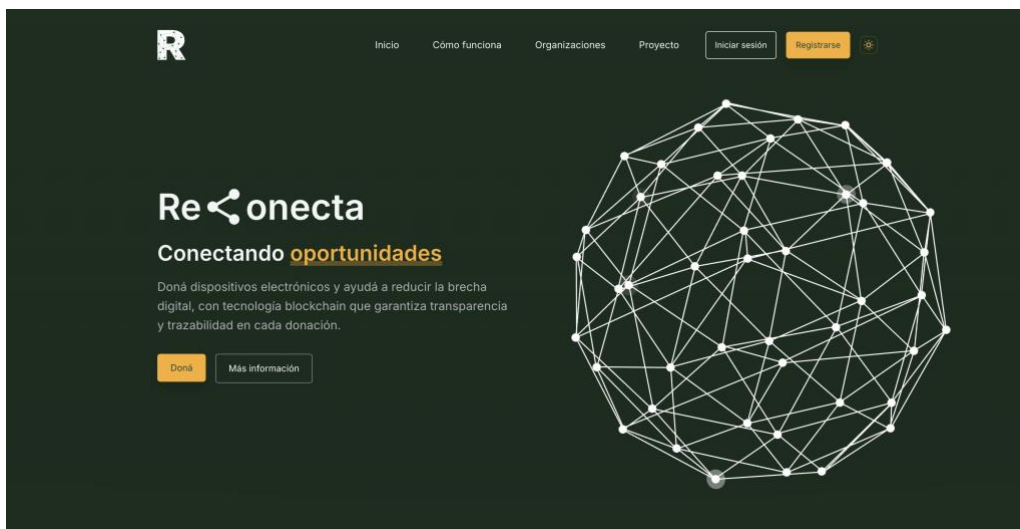 R
Inicio
Cómo funciona
Organizaciones
Proyecto
Iniciar sesión
Registrarse
Re onecta
Conectando oportunidades
Doná dispositivos electrónicos y ayudá a reducir la brecha
digital, con tecnología blockchain que garantiza transparencia
y trazabilidad en cada donación.
Doná
Más información